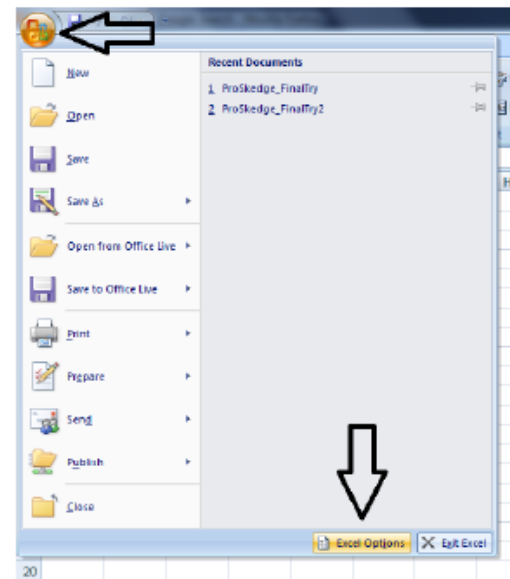 New
Open
Save
Save As
Open from Office Live
Save to Office Live
Print
Prepare
Send
Publish
Close
Recent Documents
1 ProSkedge_FinalTry
2 ProSkedge_FinalTry2
H
Excel Options
Exit Excel
20